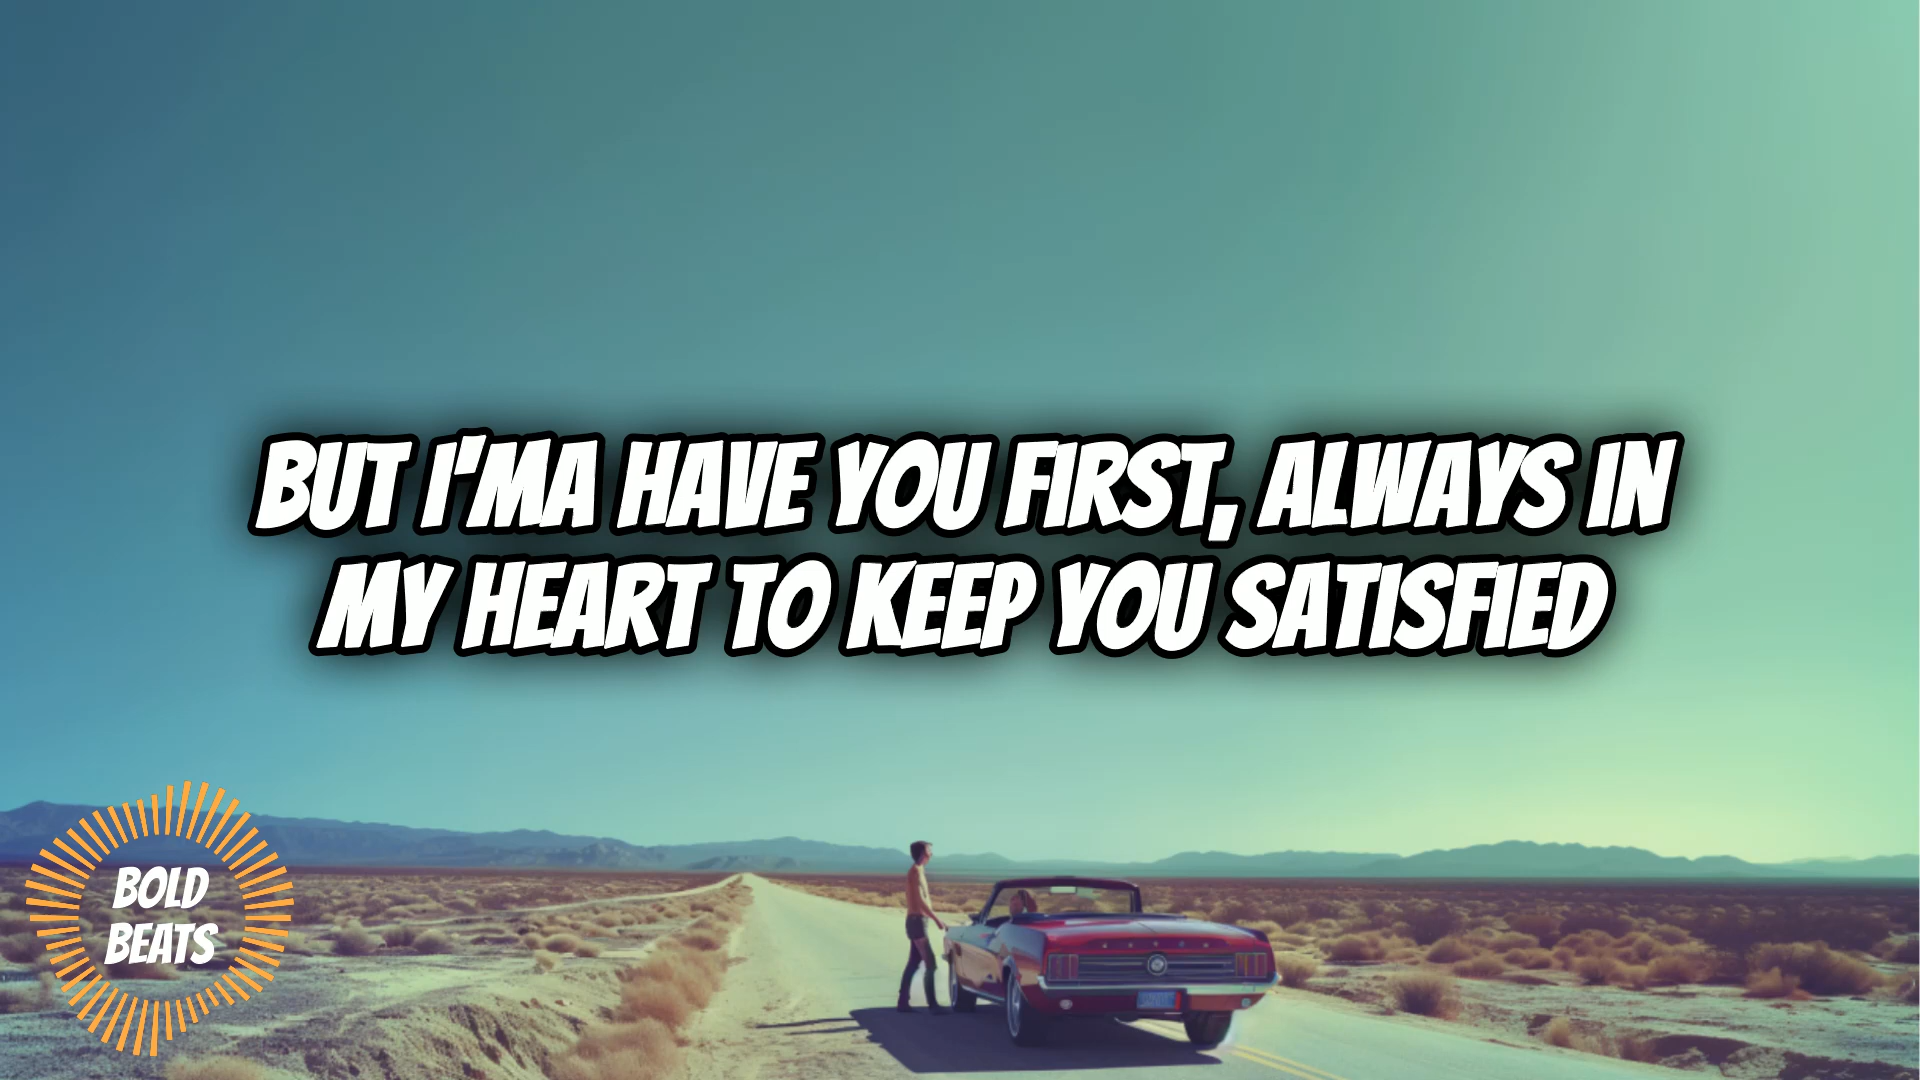 BUT I'MA HAVE YOU FIRST, ALWAYS IN
MY HEART TO KEEP YOU SATISFIED
BOLD
BEATS